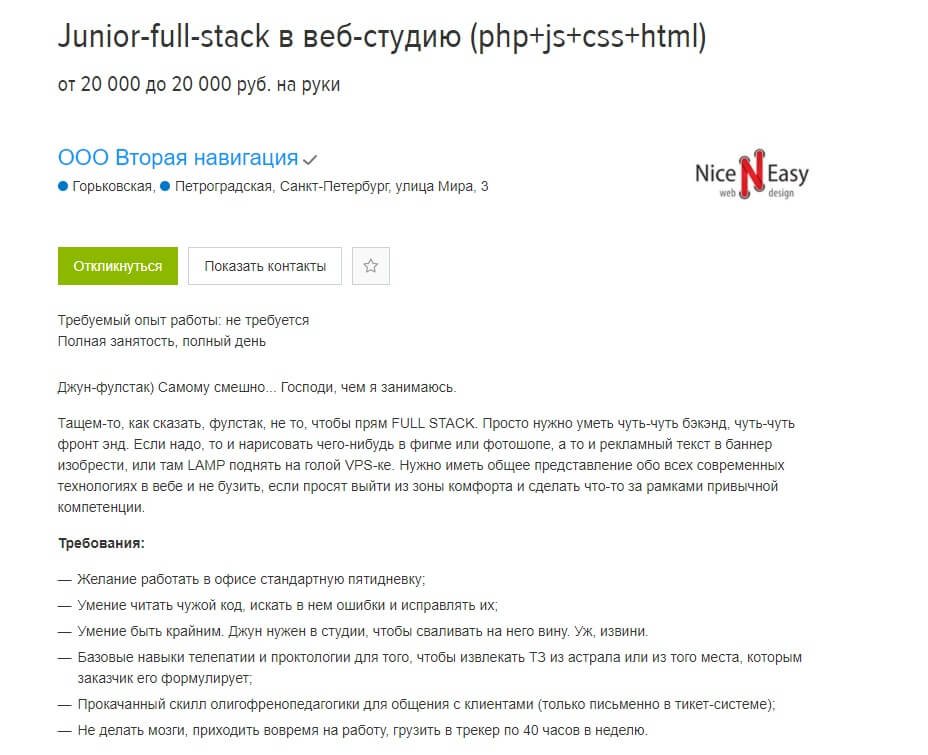 Junior-full-stack в веб-студию (php+js+css+html)
от 20 000 до 20 000 руб. на руки
ООО Вторая навигация
Горьковская, Петроградская, Санкт-Петербург, улица Мира, 3
Nice N Easy
web design
Откликнуться
Показать контакты
Требуемый опыт работы: не требуется
Полная занятость, полный день
Джун-фулстак) Самому смешно... Господи, чем я занимаюсь.
Тащем-то, как сказать, фулстак, не то, чтобы прям FULL STACK. Просто нужно уметь чуть-чуть бэкэнд, чуть-чуть
фронт энд. Если надо, то и нарисовать чего-нибудь в фигме или фотошопе, а то и рекламный текст в баннер
изобрести, или там LAMP поднять на голой VPS-ке. Нужно иметь общее представление обо всех современных
технологиях в вебе и не бузить, если просят выйти из зоны комфорта и сделать что-то за рамками привычной
компетенции.
Требования:
— Желание работать в офисе стандартную пятидневку;
— Умение читать чужой код, искать в нем ошибки и исправлять их;
— Умение быть крайним. Джун нужен в студии, чтобы сваливать на него вину. Уж, извини.
— Базовые навыки телепатии и проктологии для того, чтобы извлекать ТЗ из астрала или из того места, которым
заказчик его формулирует;
— Прокачанный скилл олигофренопедагогики для общения с клиентами (только письменно в тикет-системе);
— Не делать мозги, приходить вовремя на работу, грузить в трекер по 40 часов в неделю.